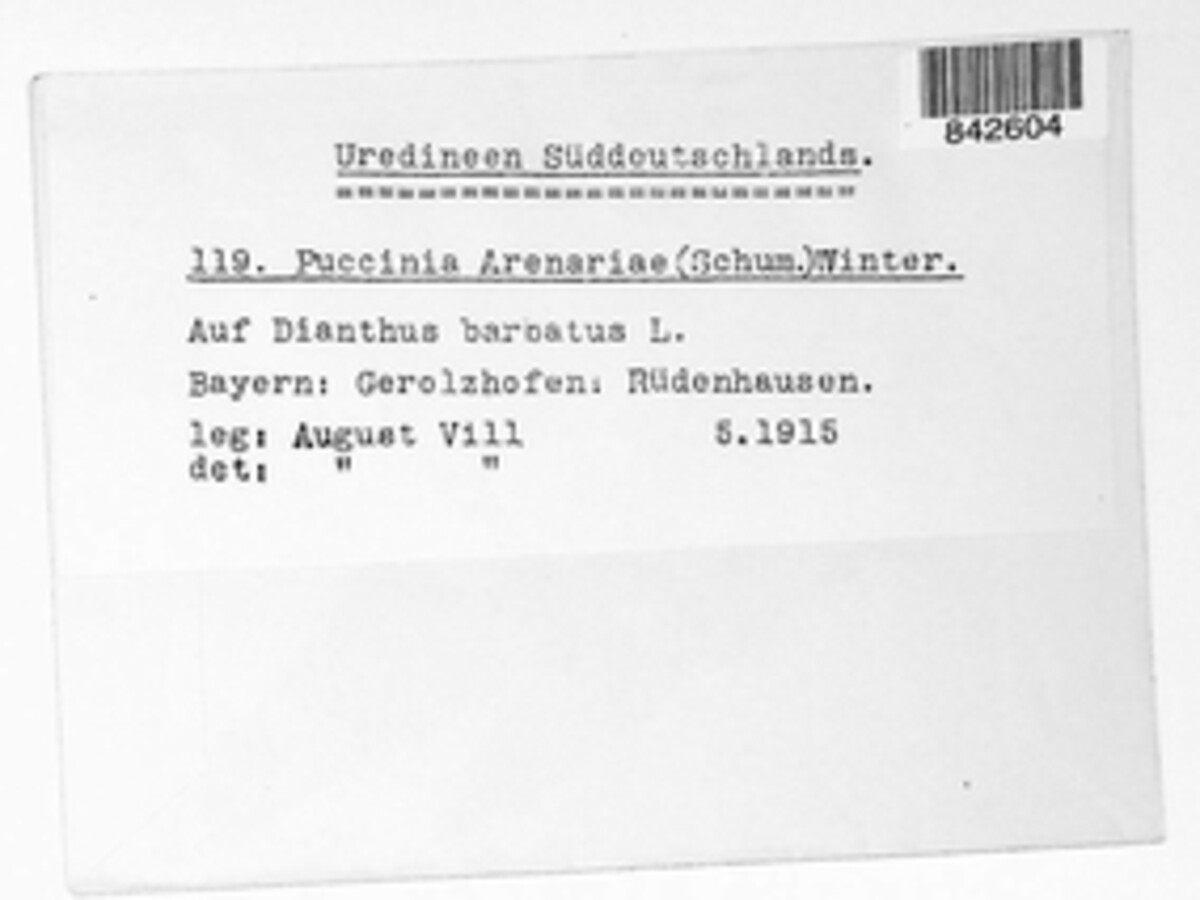 842604
Uredineen Süddeutschlands.
119. Puccinia Arenariae(Schum.)Winter.
Auf Dianthus barbatus L.
Bayern: Gerolzhofen: Rüdenhausen.
leg: August Vill 5.1915
det: " "